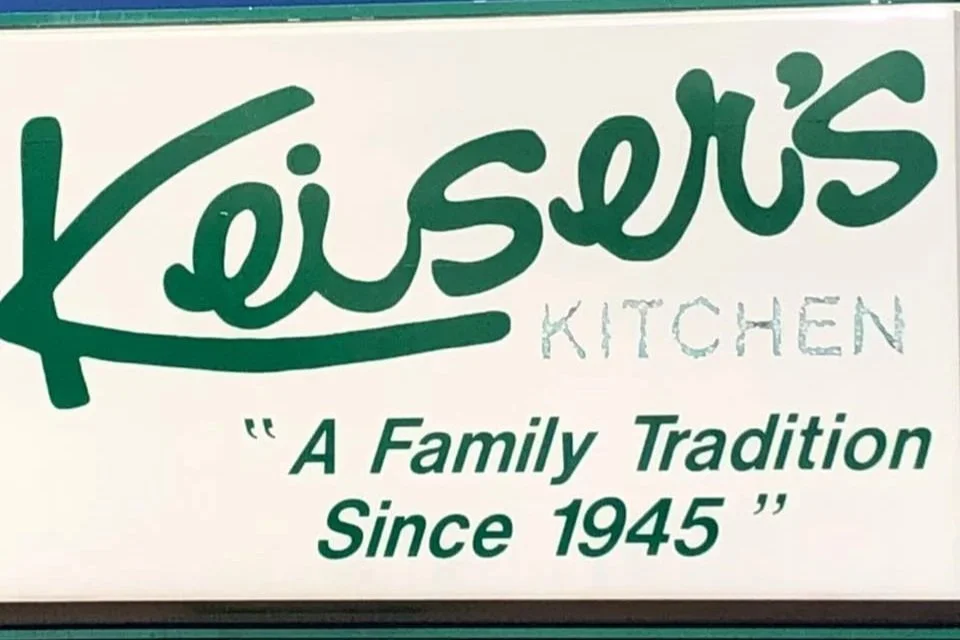 Keiser's
KITCHEN
"A Family Tradition
Since 1945"